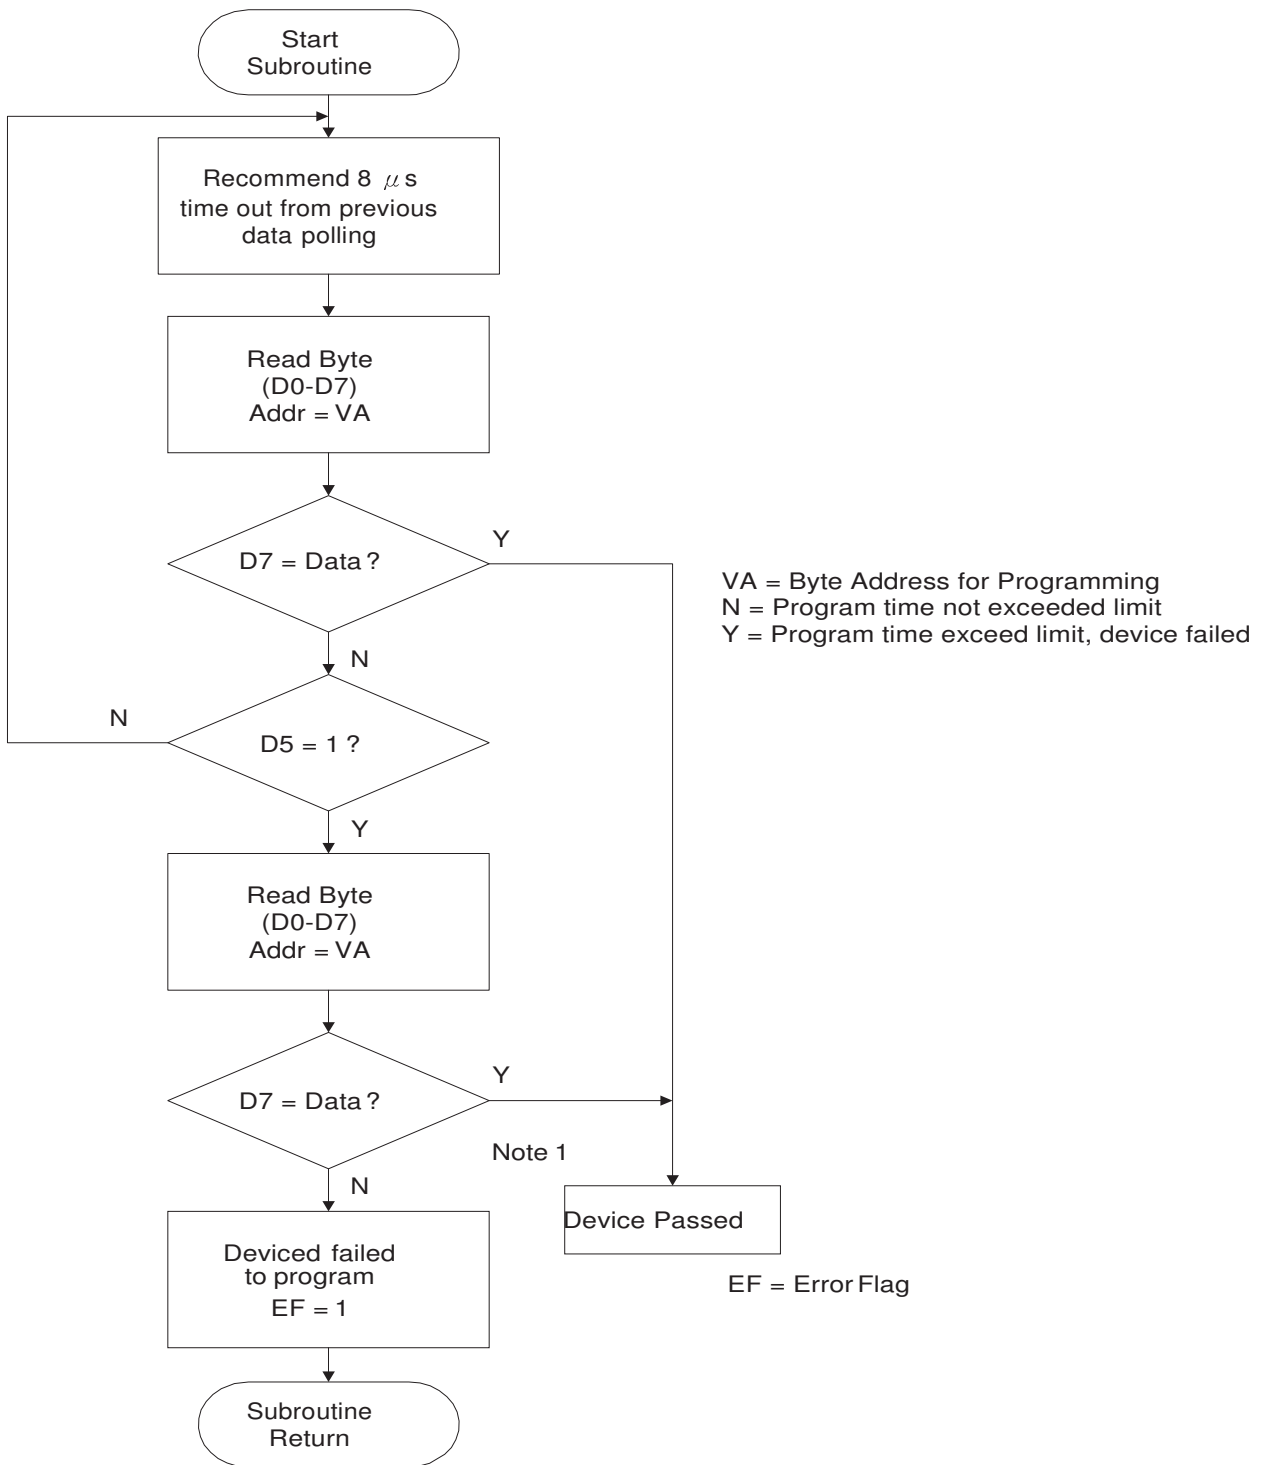 Start
Subroutine
Recommend 8 μs
time out from previous
data polling
Read Byte
(D0-D7)
Addr = VA
D7 = Data ?
Y
VA = Byte Address for Programming
N = Program time not exceeded limit
Y = Program time exceed limit, device failed
N
N
D5 = 1 ?
Y
Read Byte
(D0-D7)
Addr = VA
D7 = Data ?
Y
Note 1
N
Device Passed
Deviced failed
to program
EF = 1
EF = Error Flag
Subroutine
Return